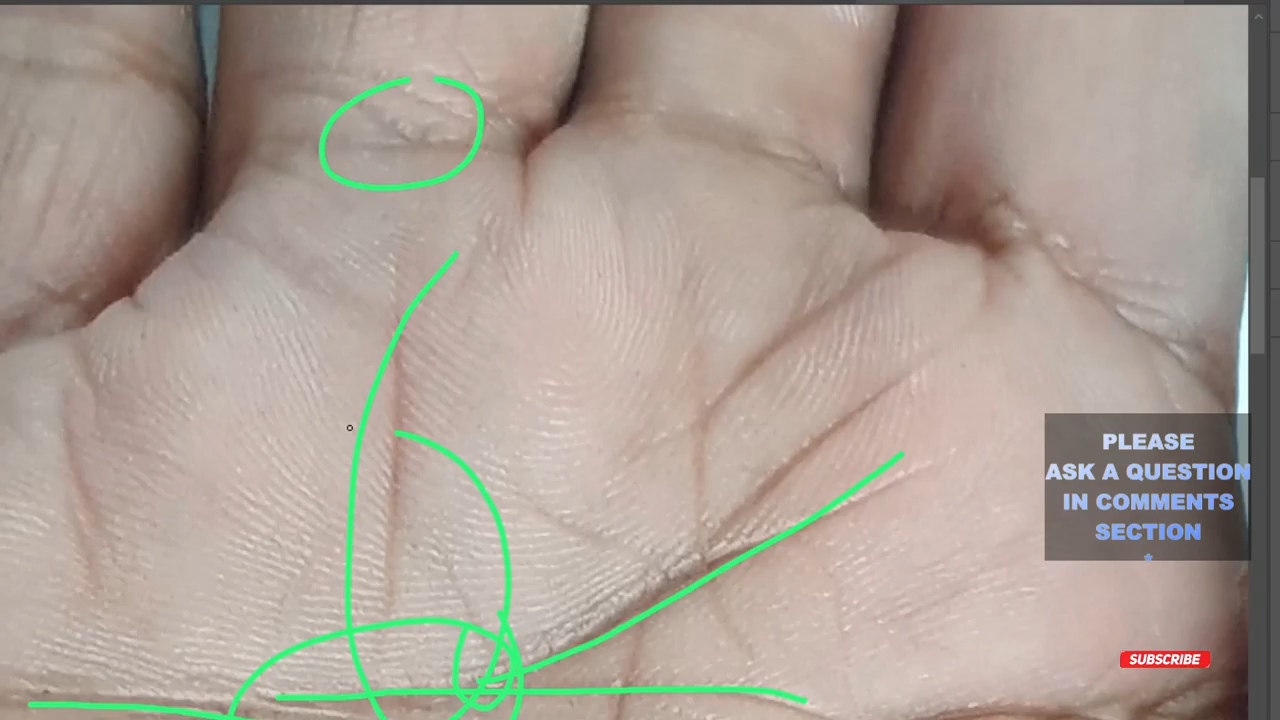 PLEASE
ASK A QUESTION
IN COMMENTS
SECTION
*
SUBSCRIBE